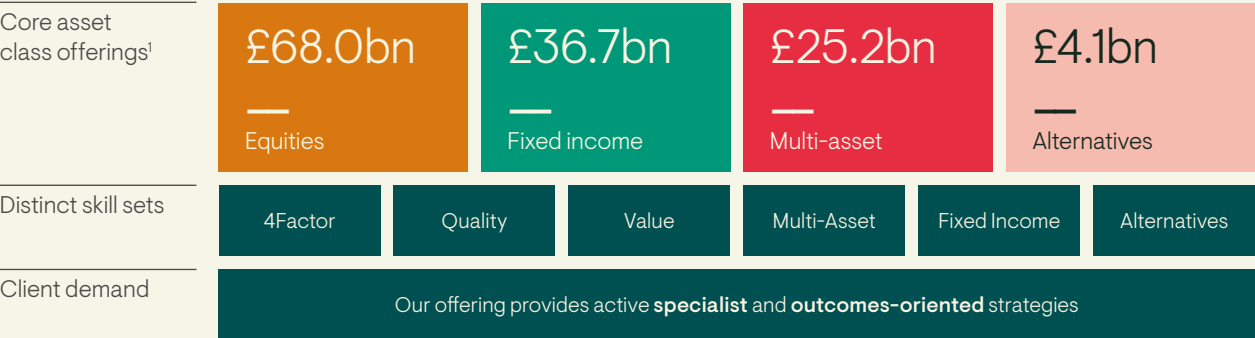 Core asset
class offerings¹
£68.0bn
Equities
£36.7bn
Fixed income
£25.2bn
Multi-asset
£4.1bn
Alternatives
Distinct skill sets
4Factor
Quality
Value
Multi-Asset
Fixed Income
Alternatives
Client demand
Our offering provides active specialist and outcomes-oriented strategies